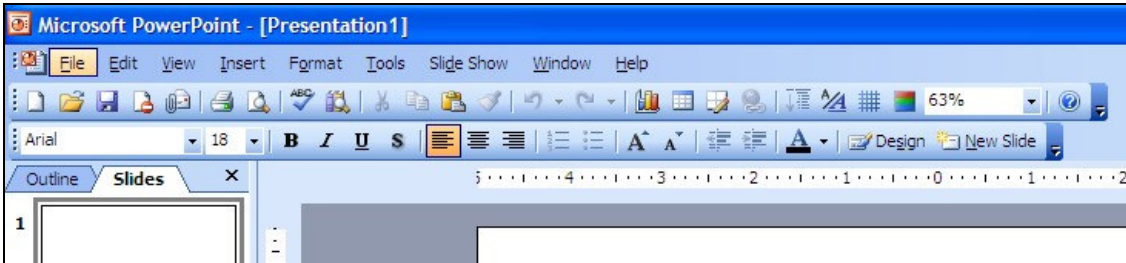 Microsoft PowerPoint - [Presentation1]
File Edit View Insert Format Tools Slide Show Window Help
ABC 63%
Arial 18 B I U S A A A Design New Slide
Outline Slides ×
5 4 3 2 1 0 1 2
1